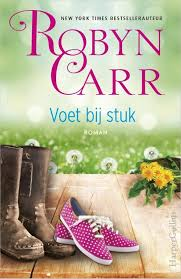 NEW YORK TIMES BESTSELLERAUTEUR
ROBYN
CARR
Voet bij stuk
ROMAN
HarperCollins